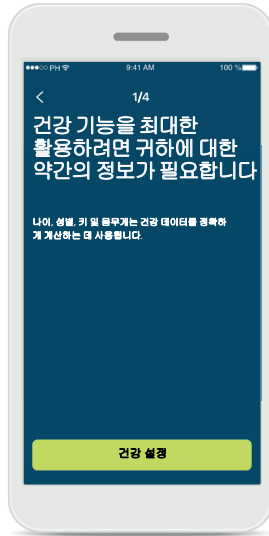 ●●●○○ PH 9:41 AM 100 %
1/4
건강 기능을 최대한
활용하려면 귀하에 대한
약간의 정보가 필요합니다
나이, 성별, 키 및 몸무게는 건강 데이터를 정확하
게 계산하는 데 사용됩니다.
건강 설정